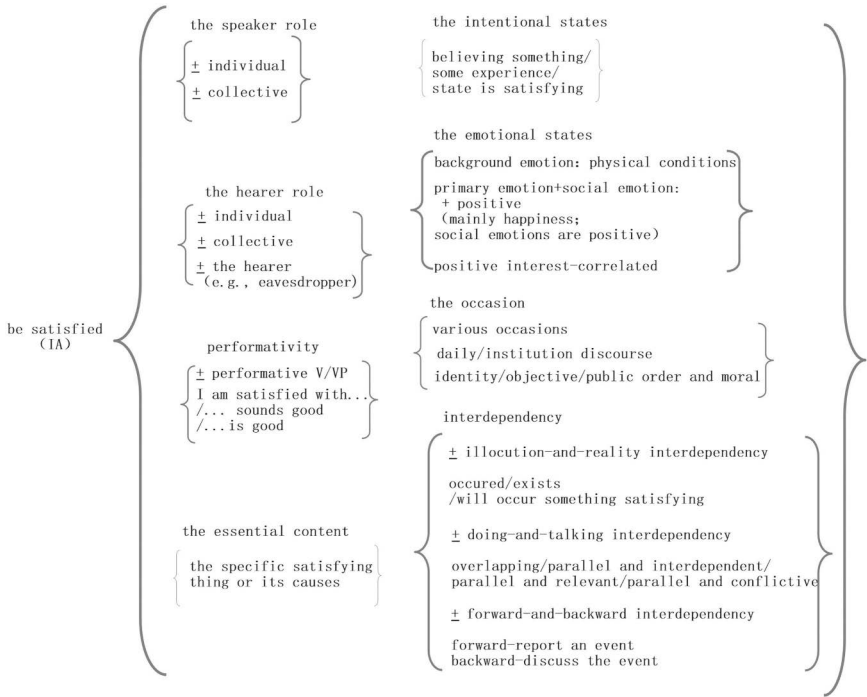 be satisfied
(IA)
the speaker role
± individual
± collective
the hearer role
± individual
± collective
± the hearer
(e.g., eavesdropper)
performativity
± performative V/VP
I am satisfied with...
/... sounds good
/...is good
the essential content
the specific satisfying
thing or its causes
the intentional states
believing something/
some experience/
state is satisfying
the emotional states
background emotion: physical conditions
primary emotion+social emotion:
+ positive
(mainly happiness;
social emotions are positive)
positive interest-correlated
the occasion
various occasions
daily/institution discourse
identity/objective/public order and moral
interdependency
± illocution-and-reality interdependency
occured/exists
/will occur something satisfying
± doing-and-talking interdependency
overlapping/parallel and interdependent/
parallel and relevant/parallel and conflictive
± forward-and-backward interdependency
forward-report an event
backward-discuss the event